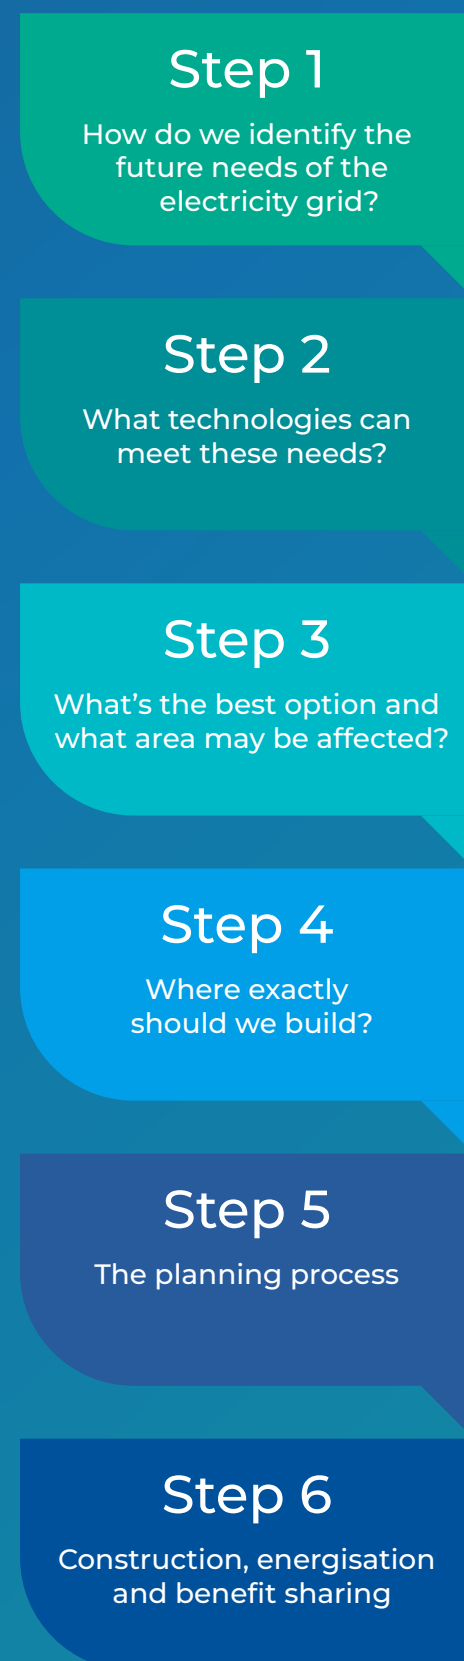 Step 1
How do we identify the
future needs of the
electricity grid?
Step 2
What technologies can
meet these needs?
Step 3
What’s the best option and
what area may be affected?
Step 4
Where exactly
should we build?
Step 5
The planning process
Step 6
Construction, energisation
and benefit sharing